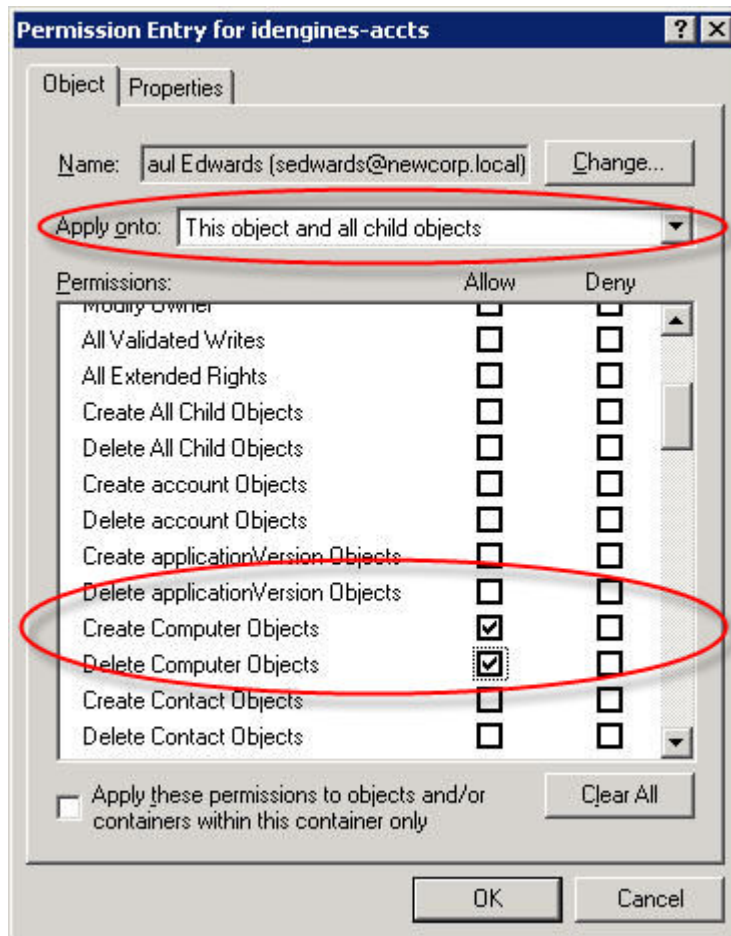 Permission Entry for idengines-accts
Object
Properties
Name: aul Edwards (sedwards@newcorp.local) Change...
Apply onto: This object and all child objects
Permissions: Allow Deny
Modify Owner
All Validated Writes
All Extended Rights
Create All Child Objects
Delete All Child Objects
Create account Objects
Delete account Objects
Create applicationVersion Objects
Delete applicationVersion Objects
Create Computer Objects
Delete Computer Objects
Create Contact Objects
Delete Contact Objects
Apply these permissions to objects and/or Clear All
containers within this container only
OK Cancel